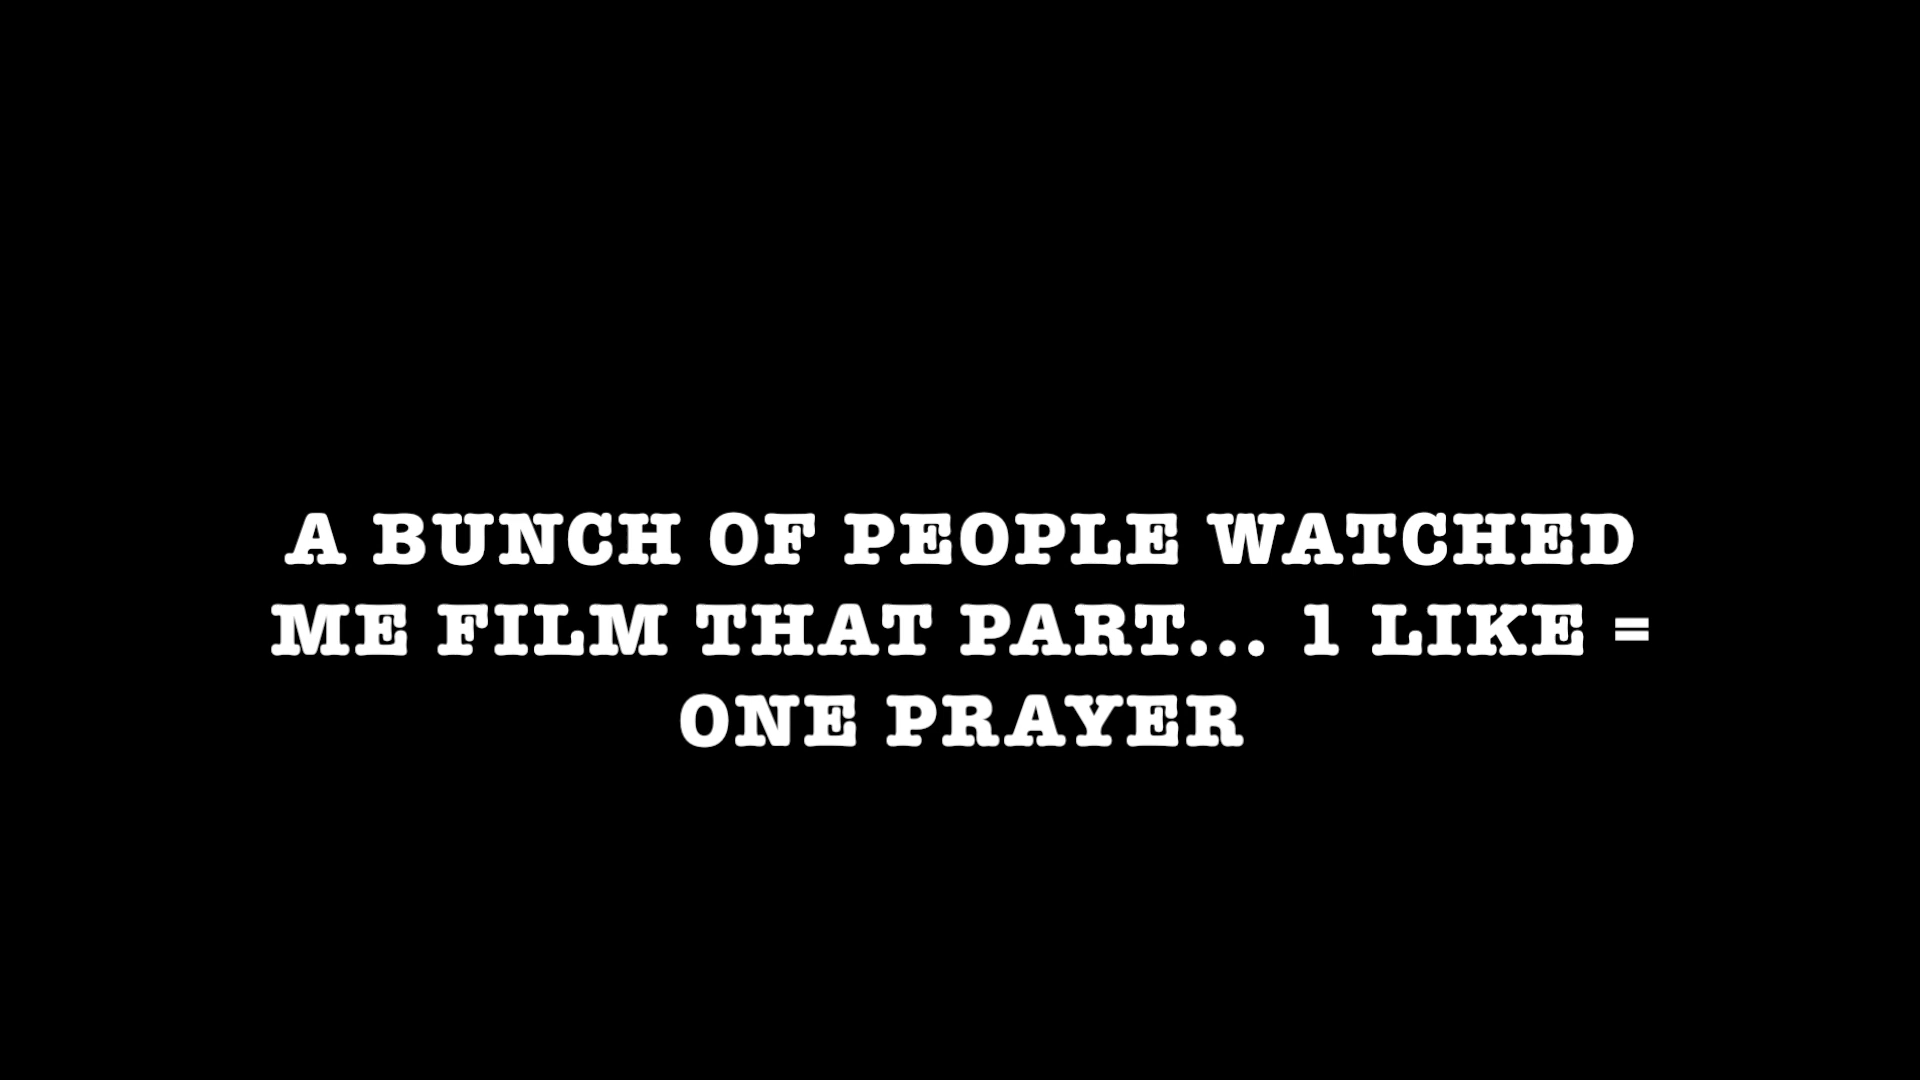 A BUNCH OF PEOPLE WATCHED
ME FILM THAT PART... 1 LIKE =
ONE PRAYER